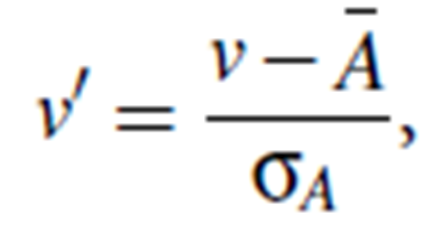 v′ = (v − Ā) / σ_A,